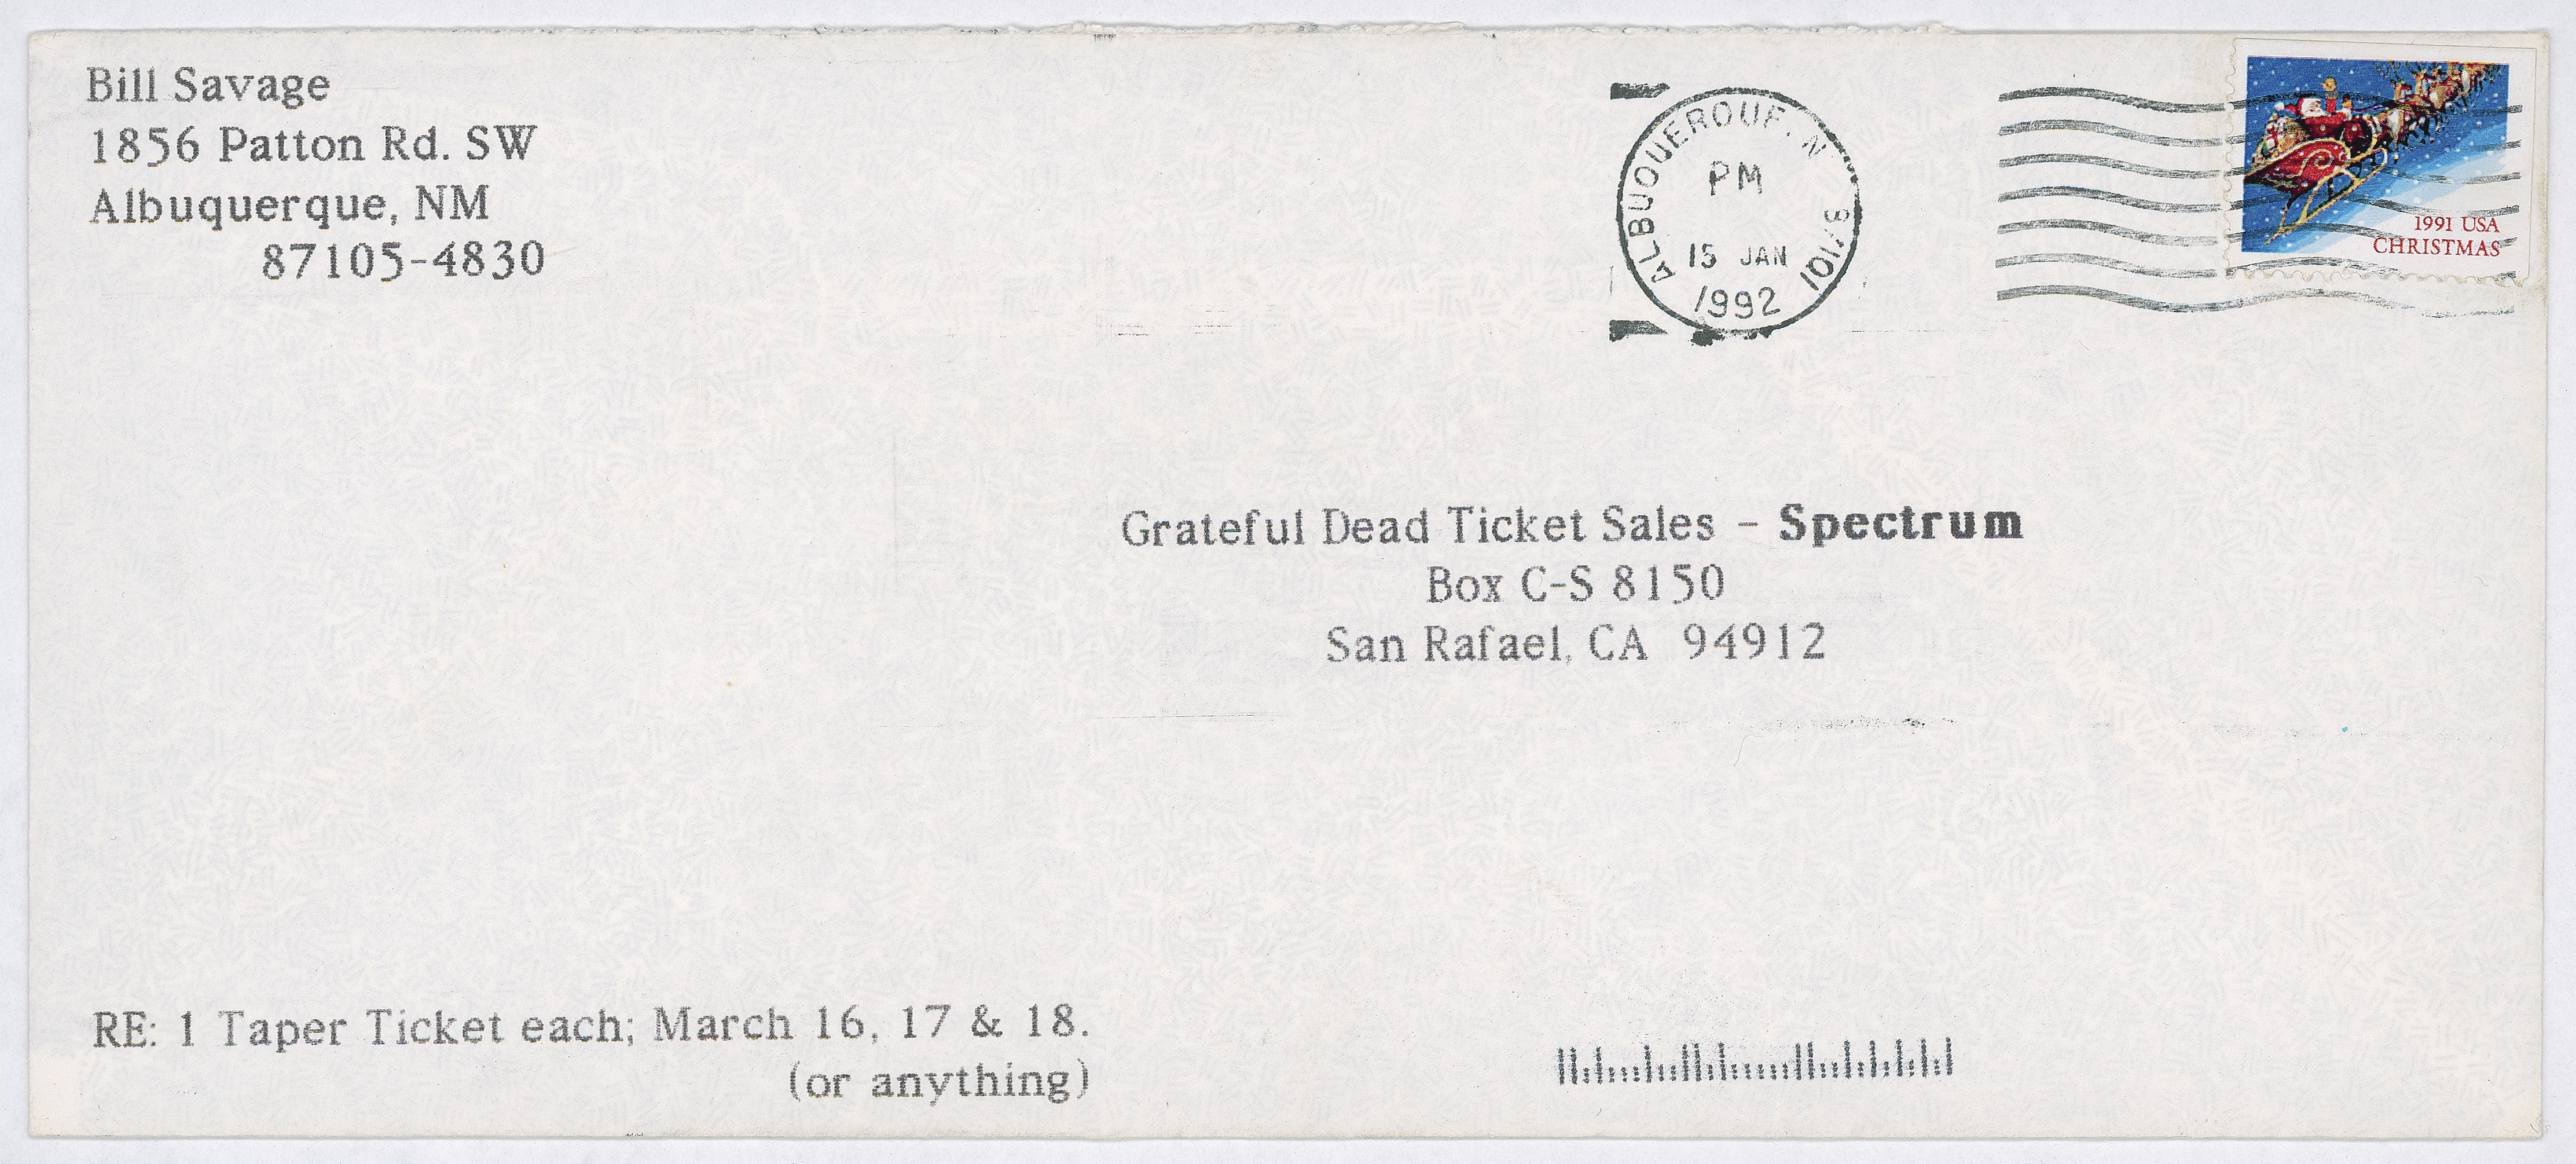 Bill Savage
1856 Patton Rd. SW
Albuquerque, NM
87105-4830
ALBUQUERQUE, N
PM
15 JAN
1992
1991 USA
CHRISTMAS
Grateful Dead Ticket Sales - Spectrum
Box C-S 8150
San Rafael, CA 94912
RE: 1 Taper Ticket each; March 16, 17 & 18.
(or anything)